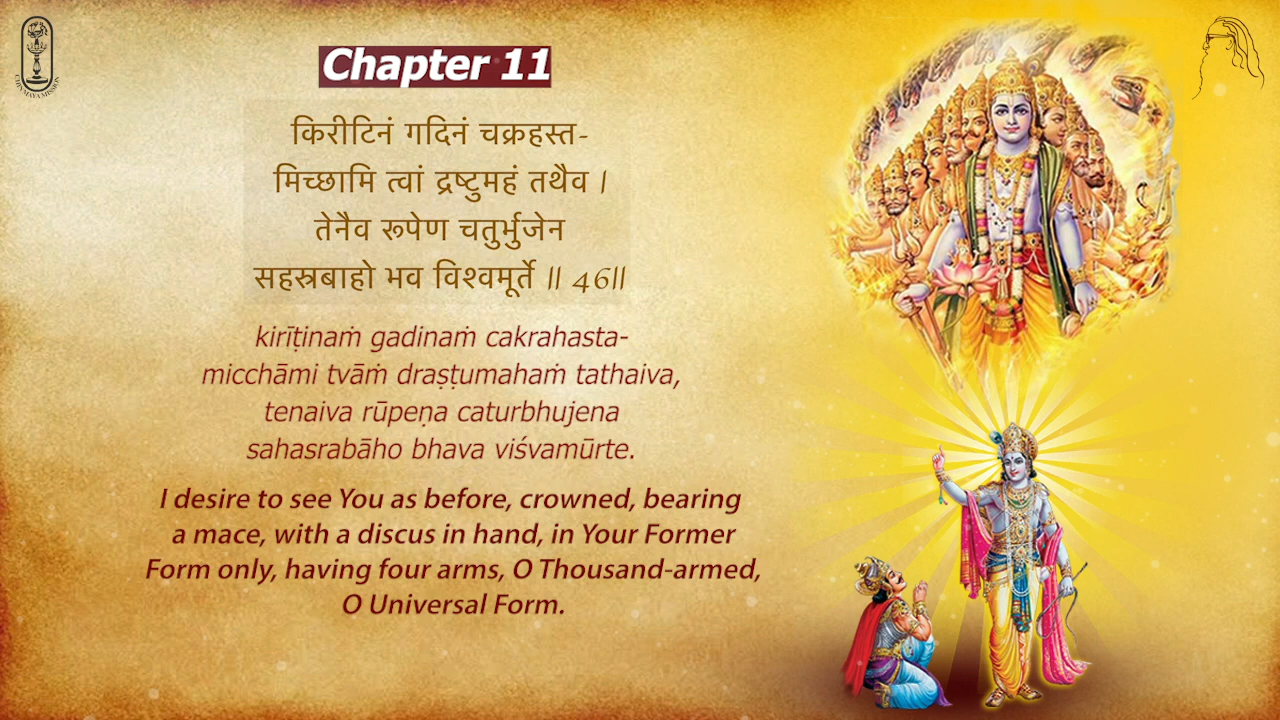 CHINMAYA MISSION
Chapter 11
किरीटिनं गदिनं चक्रहस्त-
मिच्छामि त्वां द्रष्टुमहं तथैव ।
तेनैव रूपेण चतुर्भुजेन
सहस्रबाहो भव विश्वमूर्ते ॥ 46॥
kirīṭinaṁ gadinaṁ cakrahasta-
micchāmi tvāṁ draṣṭumahaṁ tathaiva,
tenaiva rūpeṇa caturbhujena
sahasrabāho bhava viśvamūrte.
I desire to see You as before, crowned, bearing
a mace, with a discus in hand, in Your Former
Form only, having four arms, O Thousand-armed,
O Universal Form.